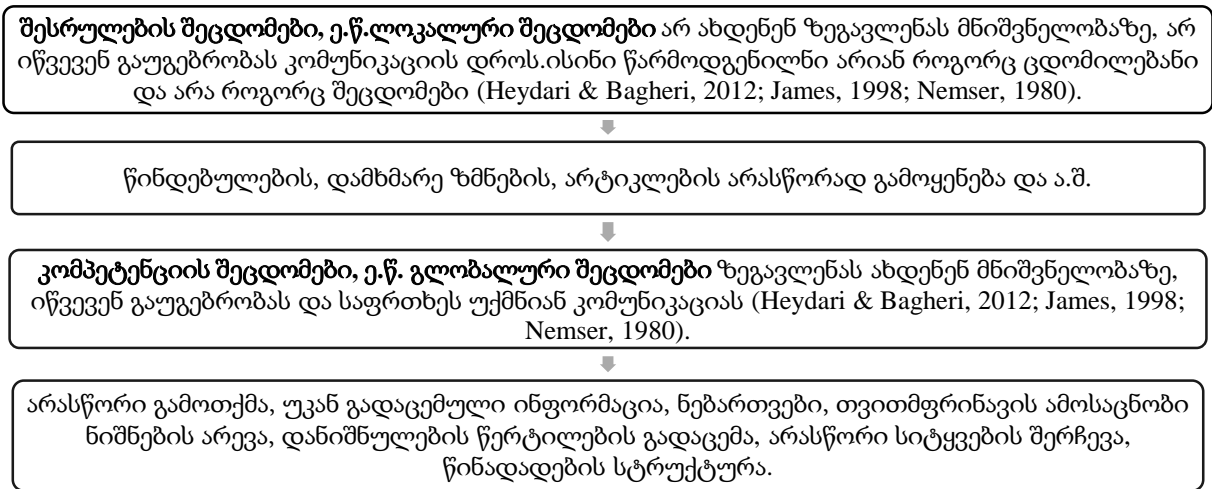 შესრულების შეცდომები, ე.წ.ლოკალური შეცდომები არ ახდენენ ზეგავლენას მნიშვნელობაზე, არ
იწვევენ გაუგებრობას კომუნიკაციის დროს.ისინი წარმოდგენილნი არიან როგორც ცდომილებანი
და არა როგორც შეცდომები (Heydari & Bagheri, 2012; James, 1998; Nemser, 1980).
წინდებულების, დამხმარე ზმნების, არტიკლების არასწორად გამოყენება და ა.შ.
კომპეტენციის შეცდომები, ე.წ. გლობალური შეცდომები ზეგავლენას ახდენენ მნიშვნელობაზე,
იწვევენ გაუგებრობას და საფრთხეს უქმნიან კომუნიკაციას (Heydari & Bagheri, 2012; James, 1998;
Nemser, 1980).
არასწორი გამოთქმა, უკან გადაცემული ინფორმაცია, ნებართვები, თვითმფრინავის ამოსაცნობი
ნიშნების არევა, დანიშნულების წერტილების გადაცემა, არასწორი სიტყვების შერჩევა,
წინადადების სტრუქტურა.